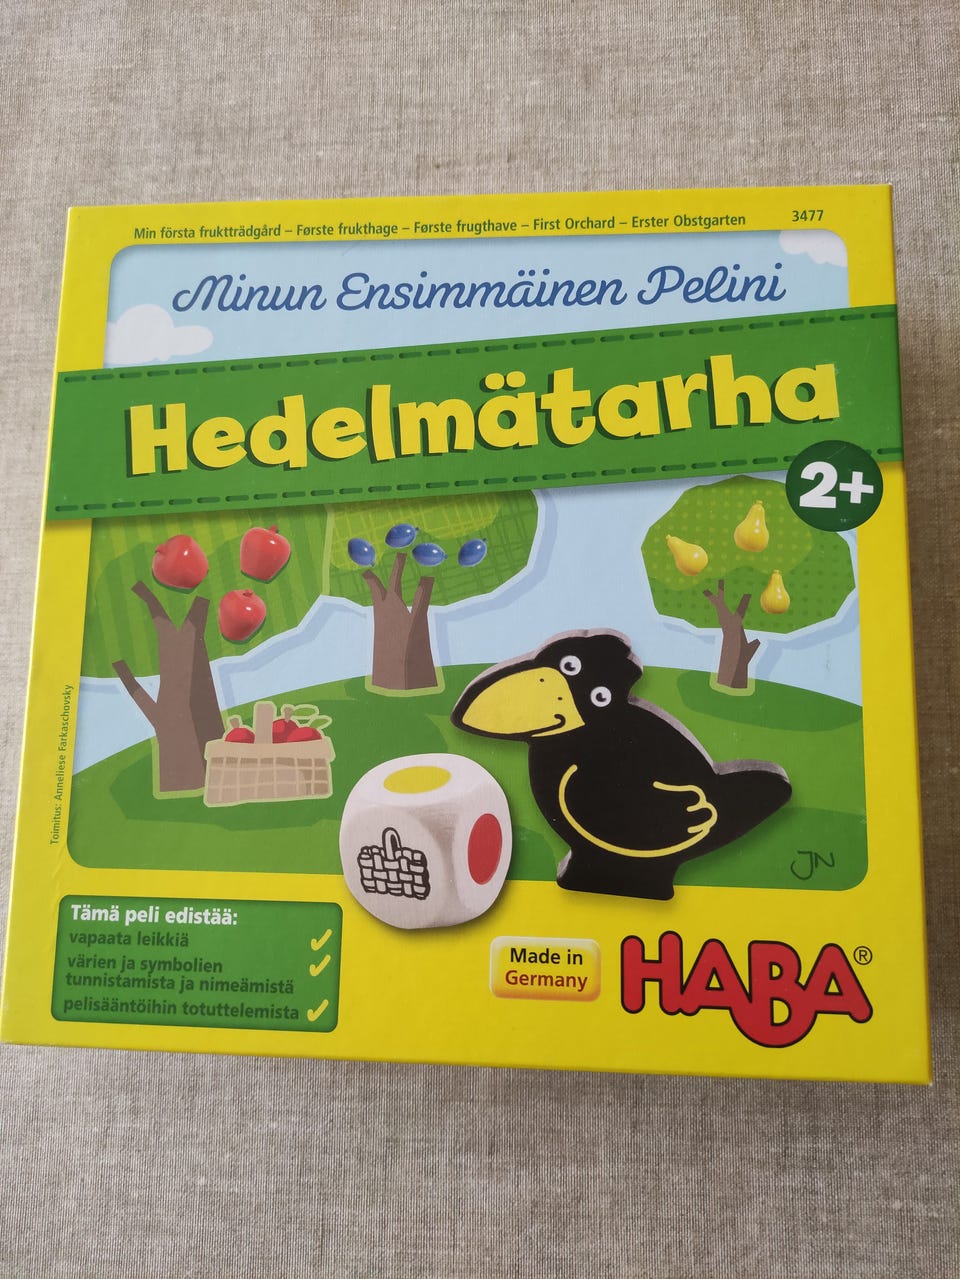 Min första fruktträdgård – Første frukthage – Første frugthave – First Orchard – Erster Obstgarten
3477
Minun Ensimmäinen Pelini
Hedelmätarha
2+
Toimitus: Anneliese Farkaschovsky
JN
Tämä peli edistää:
vapaata leikkiä
värien ja symbolien
tunnistamista ja nimeämistä
pelisääntöihin totuttelemista
Made in
Germany
HABA®